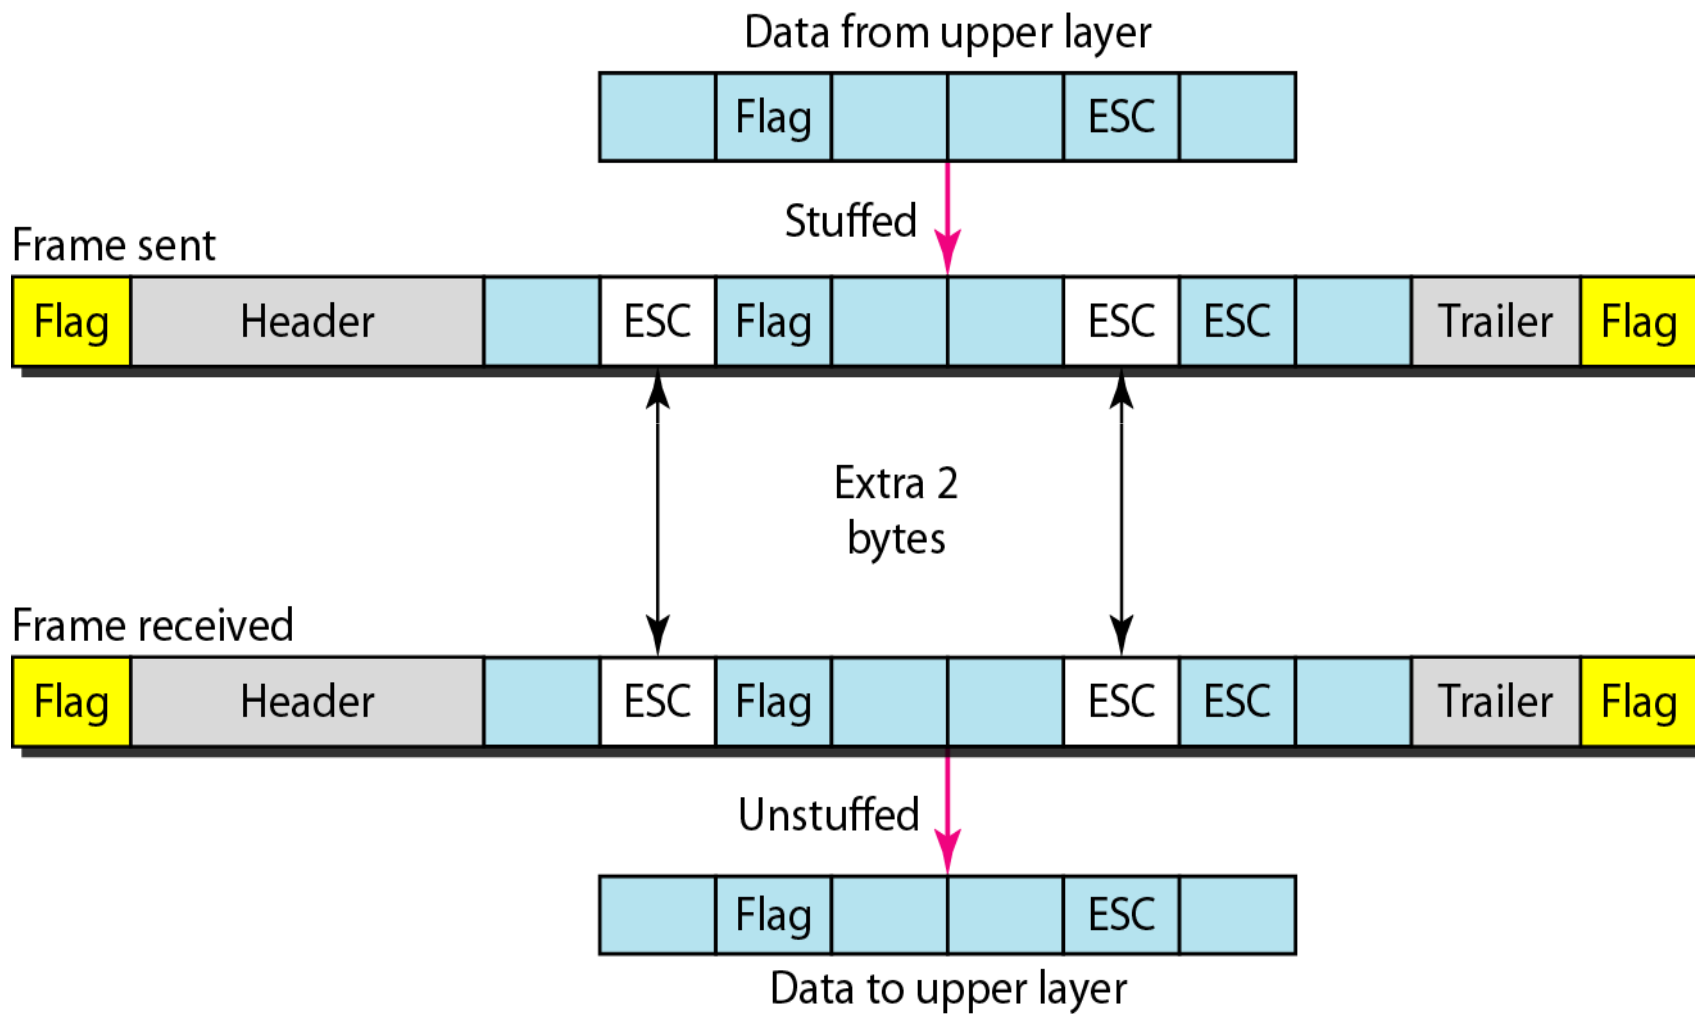 Data from upper layer
Flag ESC
Stuffed
Frame sent
Flag Header ESC Flag ESC ESC Trailer Flag
Extra 2
bytes
Frame received
Flag Header ESC Flag ESC ESC Trailer Flag
Unstuffed
Flag ESC
Data to upper layer